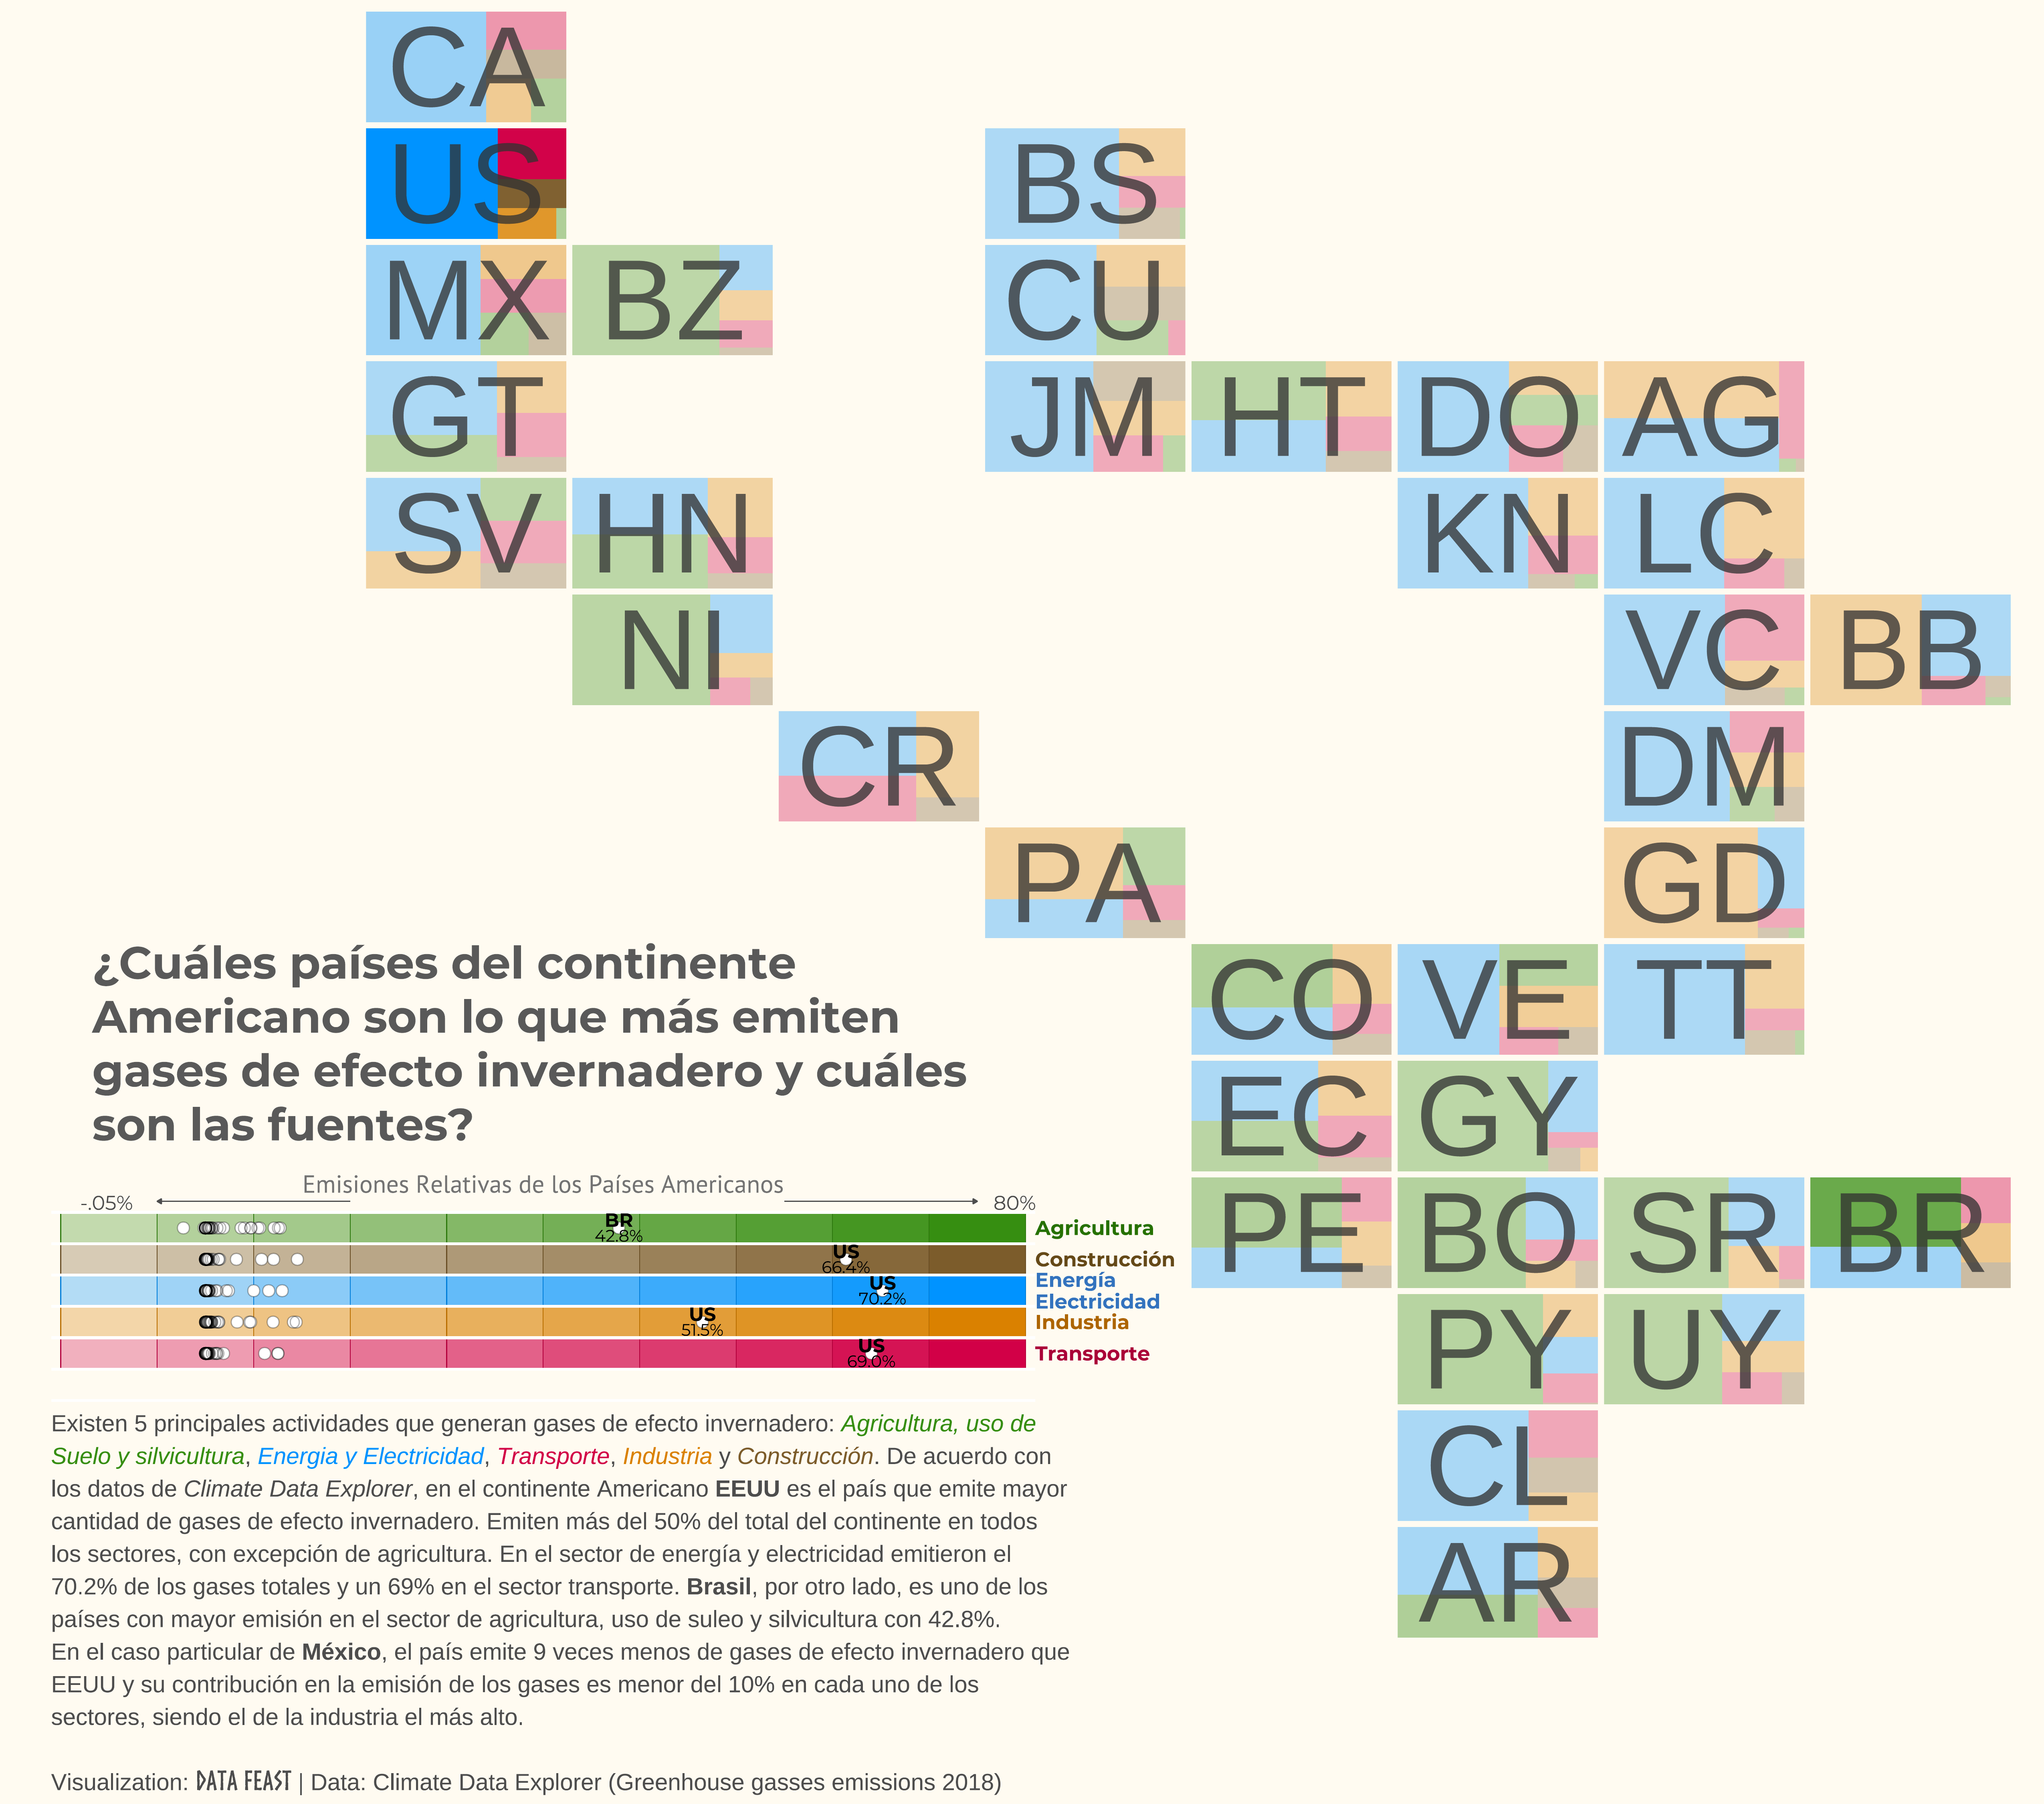 CA
US
BS
MX
BZ
CU
GT
JM
HT
DO
AG
SV
HN
KN
LC
NI
VC
BB
CR
DM
PA
GD
CO
VE
TT
EC
GY
PE
BO
SR
BR
PY
UY
CL
AR
¿Cuáles países del continente
Americano son lo que más emiten
gases de efecto invernadero y cuáles
son las fuentes?
Emisiones Relativas de los Países Americanos
-.05%
80%
BR
42.8%
Agricultura
US
66.4%
Construcción
US
70.2%
Energía
Electricidad
US
51.5%
Industria
US
69.0%
Transporte
Existen 5 principales actividades que generan gases de efecto invernadero: Agricultura, uso de
Suelo y silvicultura, Energia y Electricidad, Transporte, Industria y Construcción. De acuerdo con
los datos de Climate Data Explorer, en el continente Americano EEUU es el país que emite mayor
cantidad de gases de efecto invernadero. Emiten más del 50% del total del continente en todos
los sectores, con excepción de agricultura. En el sector de energía y electricidad emitieron el
70.2% de los gases totales y un 69% en el sector transporte. Brasil, por otro lado, es uno de los
países con mayor emisión en el sector de agricultura, uso de suleo y silvicultura con 42.8%.
En el caso particular de México, el país emite 9 veces menos de gases de efecto invernadero que
EEUU y su contribución en la emisión de los gases es menor del 10% en cada uno de los
sectores, siendo el de la industria el más alto.
Visualization: DATA FEAST | Data: Climate Data Explorer (Greenhouse gasses emissions 2018)